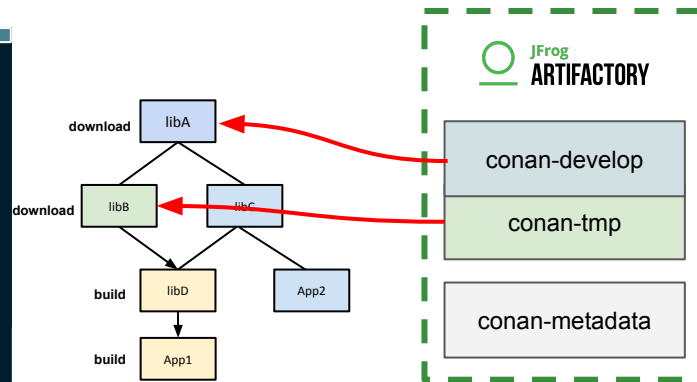 JFrog
ARTIFACTORY
download
libA
conan-develop
download
libB
libC
conan-tmp
build
libD
App2
conan-metadata
build
App1